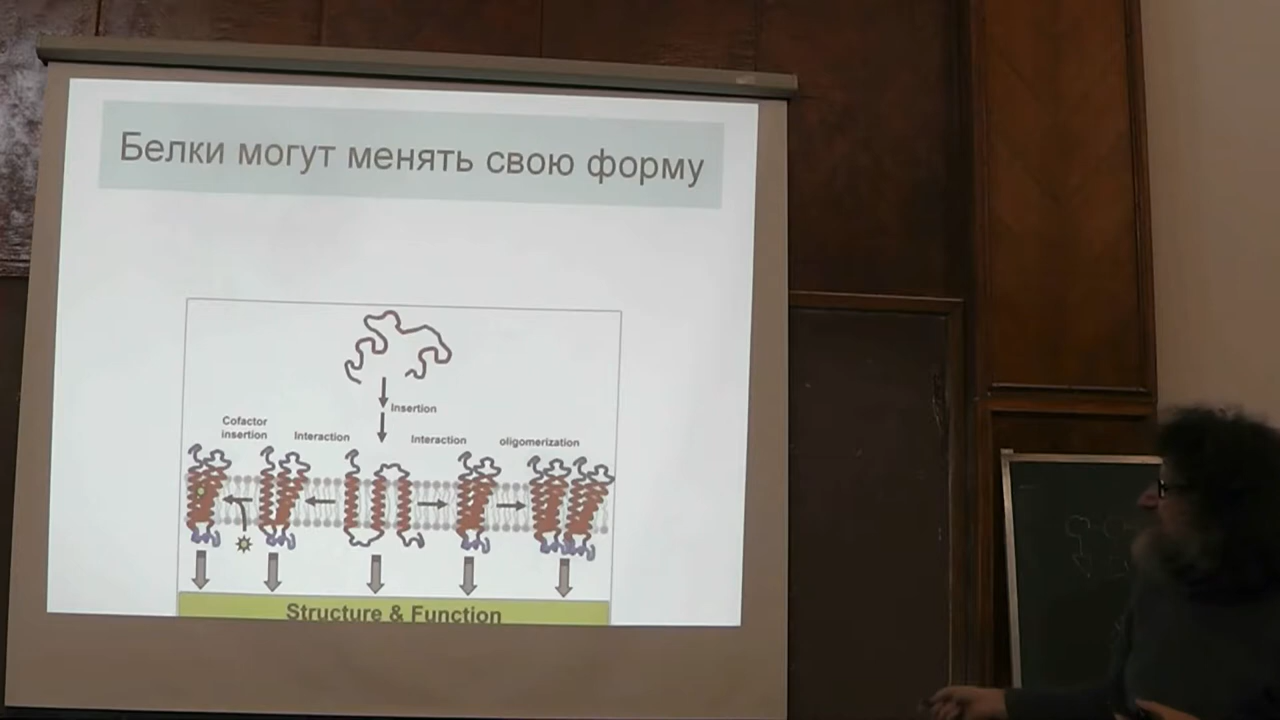 Белки могут менять свою форму
Insertion
Cofactor
insertion
Interaction
Interaction
oligomerization
Structure & Function